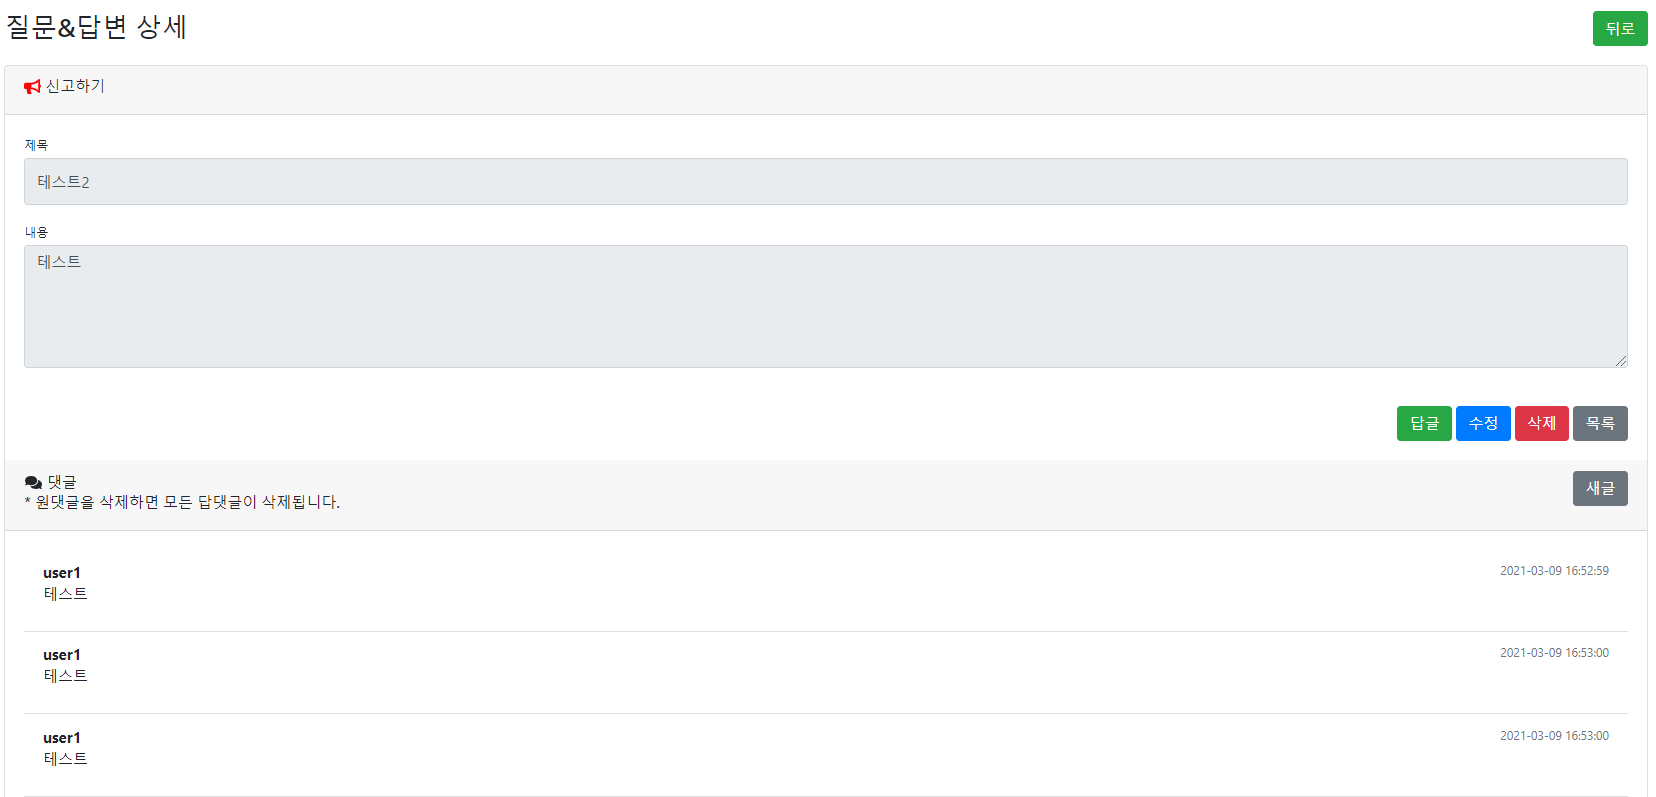 질문&답변 상세
뒤로
신고하기
제목
테스트2
내용
테스트
답글 수정 삭제 목록
댓글
* 원댓글을 삭제하면 모든 답댓글이 삭제됩니다.
새글
user1
2021-03-09 16:52:59
테스트
user1
2021-03-09 16:53:00
테스트
user1
2021-03-09 16:53:00
테스트